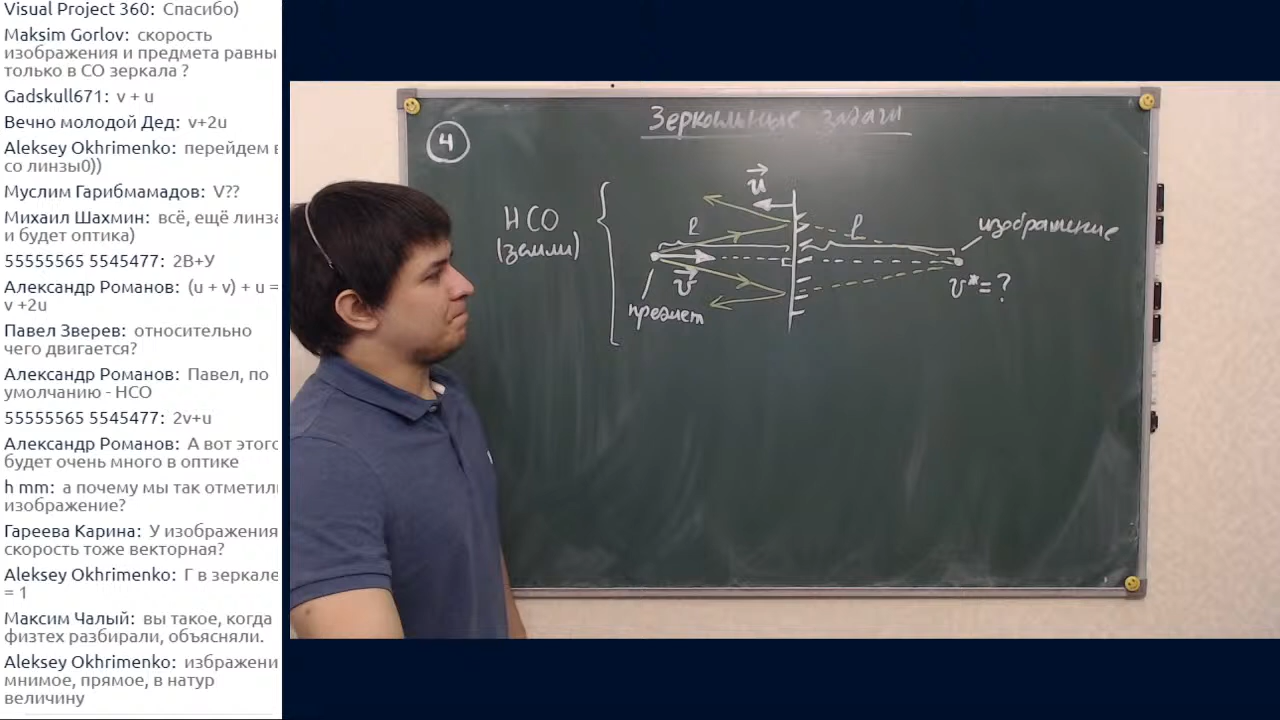 Visual Project 360: Спасибо)
Maksim Gorlov: скорость
изображения и предмета равны
только в СО зеркала ?
Gadskull671: v + u
Вечно молодой Дед: v+2u
Aleksey Okhrimenko: перейдем в
со линзы0))
Муслим Гарибмамадов: V??
Михаил Шахмин: всё, ещё линза
и будет оптика)
55555565 5545477: 2В+У
Александр Романов: (u + v) + u =
v +2u
Павел Зверев: относительно
чего двигается?
Александр Романов: Павел, по
умолчанию - НСО
55555565 5545477: 2v+u
Александр Романов: А вот этого
будет очень много в оптике
h mm: а почему мы так отметили
изображение?
Гареева Карина: У изображения
скорость тоже векторная?
Aleksey Okhrimenko: Г в зеркале
= 1
Максим Чалый: вы такое, когда
физтех разбирали, объясняли.
Aleksey Okhrimenko: избражени
мнимое, прямое, в натур
величину
Зеркальные задачи
4
НСО
(земли)
u
ℓ
ℓ
изображение
v
v*=?
предмет